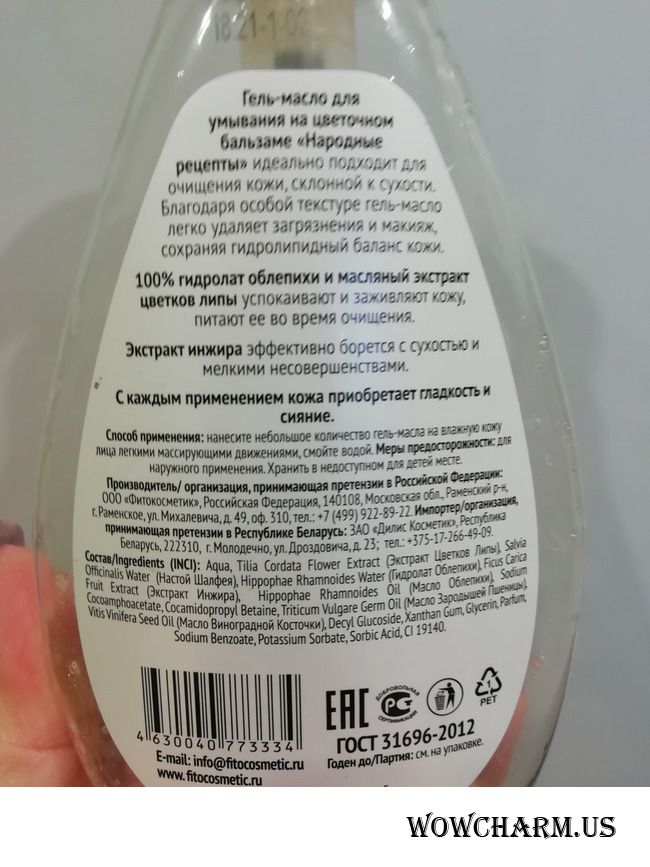 18 21-1-02
Гель-масло для
умывания на цветочном
бальзаме «Народные
рецепты» идеально подходит для
очищения кожи, склонной к сухости.
Благодаря особой текстуре гель-масло
легко удаляет загрязнения и макияж,
сохраняя гидролипидный баланс кожи.
100% гидролат облепихи и масляный экстракт
цветков липы успокаивают и заживляют кожу,
питают ее во время очищения.
Экстракт инжира эффективно борется с сухостью и
мелкими несовершенствами.
С каждым применением кожа приобретает гладкость и
сияние.
Способ применения: нанесите небольшое количество гель-масла на влажную кожу
лица легкими массирующими движениями, смойте водой. Меры предосторожности: для
наружного применения. Хранить в недоступном для детей месте.
Производитель/ организация, принимающая претензии в Российской Федерации:
ООО «Фитокосметик», Российская Федерация, 140108, Московская обл., Раменский р-н,
г. Раменское, ул. Михалевича, д. 49, оф. 310, тел.: +7 (499) 922-89-22. Импортер/организация,
принимающая претензии в Республике Беларусь: ЗАО «Дилис Косметик», Республика
Беларусь, 222310, г. Молодечно, ул. Дроздовича, д. 23; тел.: +375-17-266-49-09.
Состав/Ingredients (INCI): Aqua, Tilia Cordata Flower Extract (Экстракт Цветков Липы), Salvia
Officinalis Water (Настой Шалфея), Hippophae Rhamnoides Water (Гидролат Облепихи), Ficus Carica
Fruit Extract (Экстракт Инжира), Hippophae Rhamnoides Oil (Масло Облепихи), Sodium
Cocoamphoacetate, Cocamidopropyl Betaine, Triticum Vulgare Germ Oil (Масло Зародышей Пшеницы),
Vitis Vinifera Seed Oil (Масло Виноградной Косточки), Decyl Glucoside, Xanthan Gum, Glycerin, Parfum,
Sodium Benzoate, Potassium Sorbate, Sorbic Acid, CI 19140.
4 630040 773334
E-mail: info@fitocosmetic.ru
www.fitocosmetic.ru
EAC
ДОБРОВОЛЬНАЯ
СЕРТИФИКАЦИЯ
1
PET
ГОСТ 31696-2012
Годен до/Партия: см. на упаковке.
WOWCHARM.US